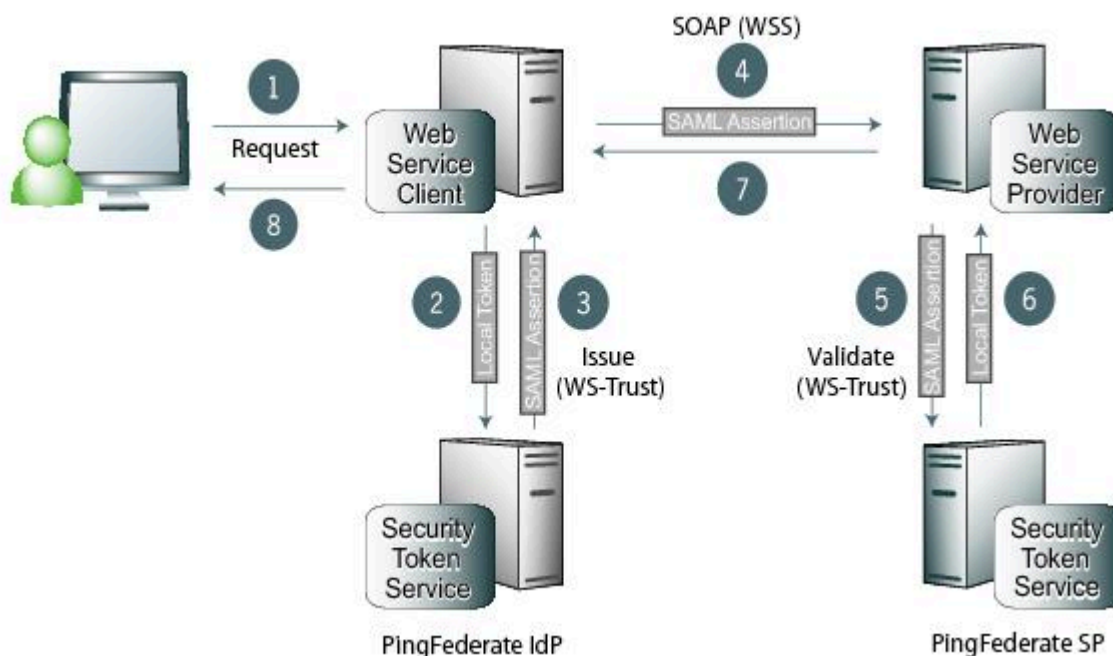 SOAP (WSS)
1
4
SAML Assertion
Request
Web
Service
Client
Web
Service
Provider
7
8
2
Local Token
SAML Assertion
3
Issue
(WS-Trust)
5
Validate
(WS-Trust)
SAML Assertion
Local Token
6
Security
Token
Service
Security
Token
Service
PingFederate IdP
PingFederate SP